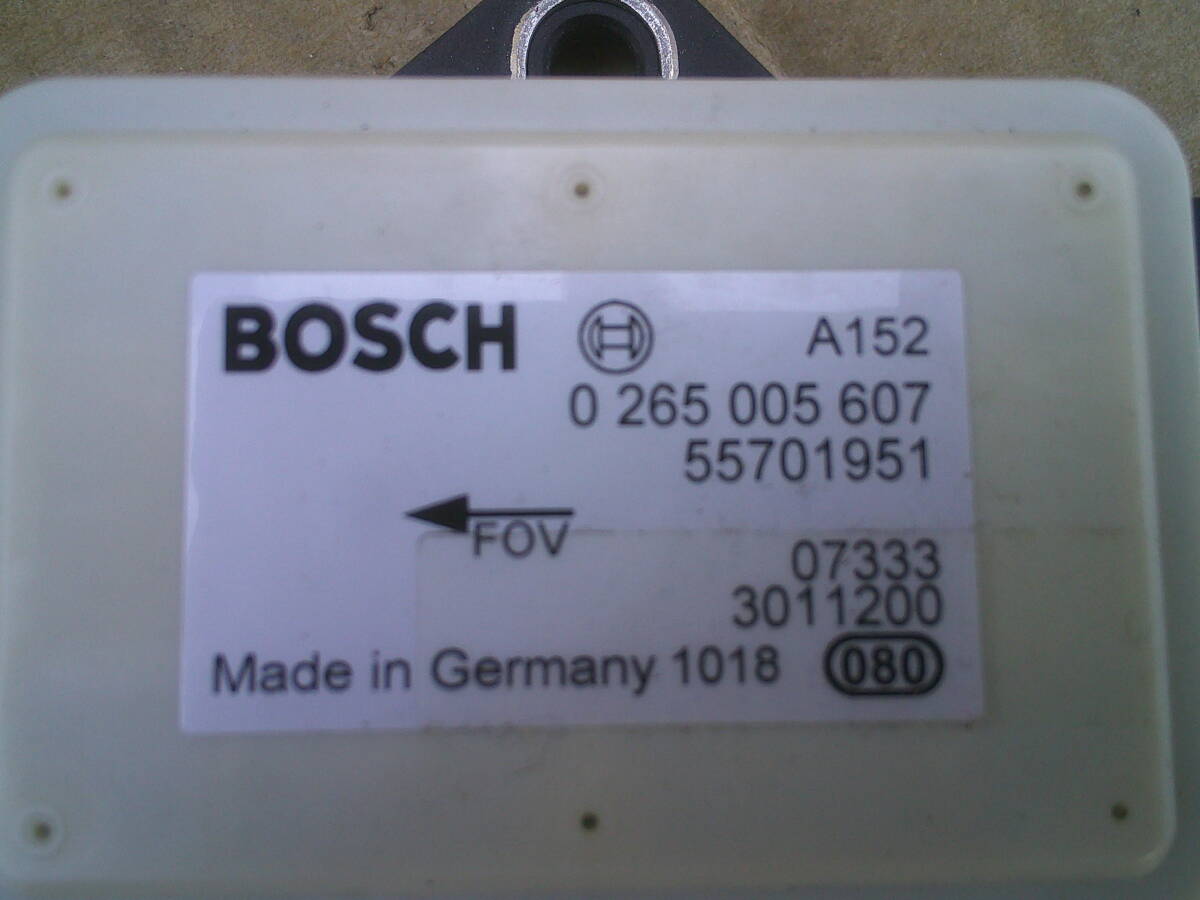 BOSCH A152
0 265 005 607
55701951
FOV
07333
3011200
Made in Germany 1018 080